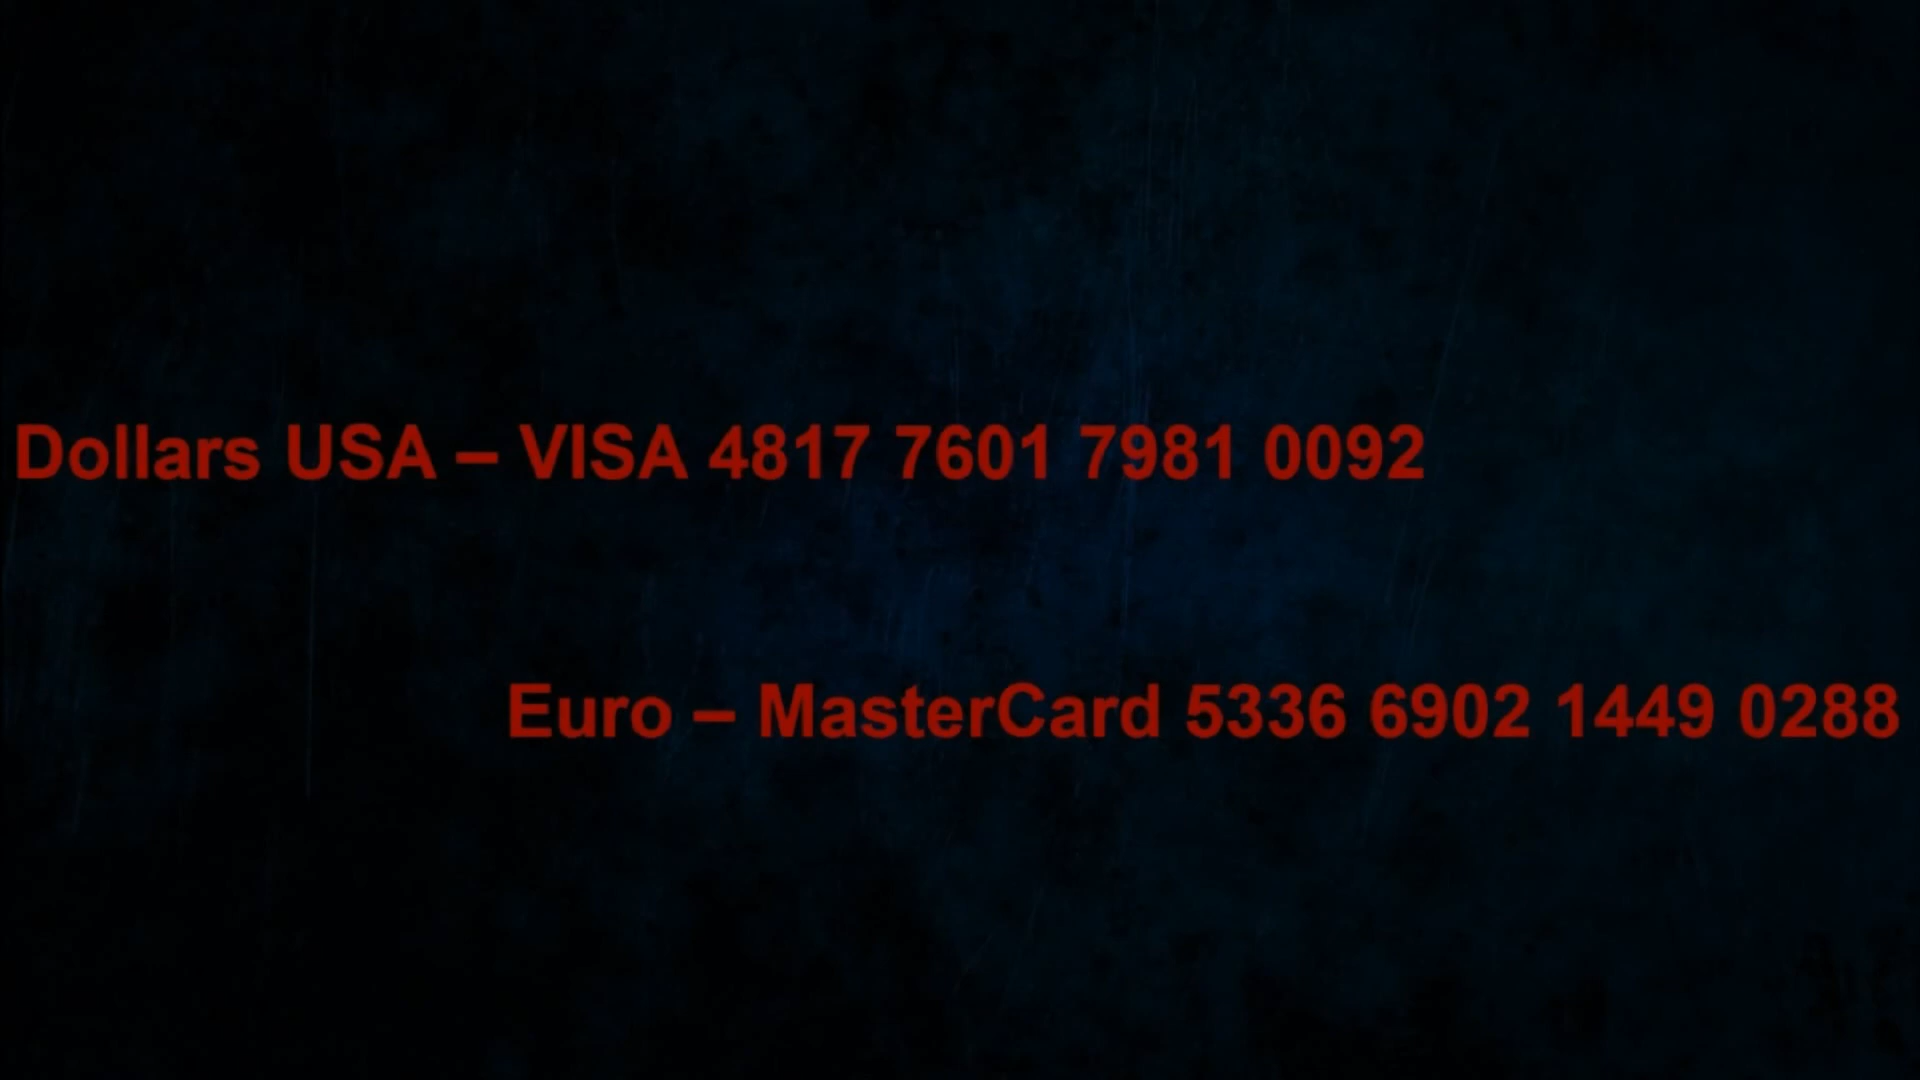 Dollars USA – VISA 4817 7601 7981 0092
Euro – MasterCard 5336 6902 1449 0288